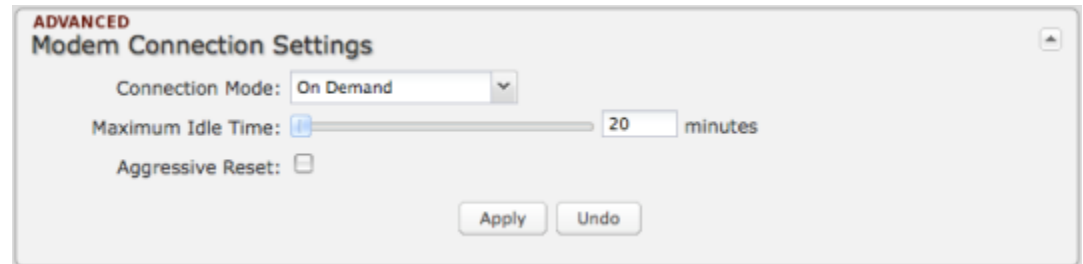 ADVANCED
Modem Connection Settings
Connection Mode: On Demand
Maximum Idle Time: 20 minutes
Aggressive Reset:
Apply Undo